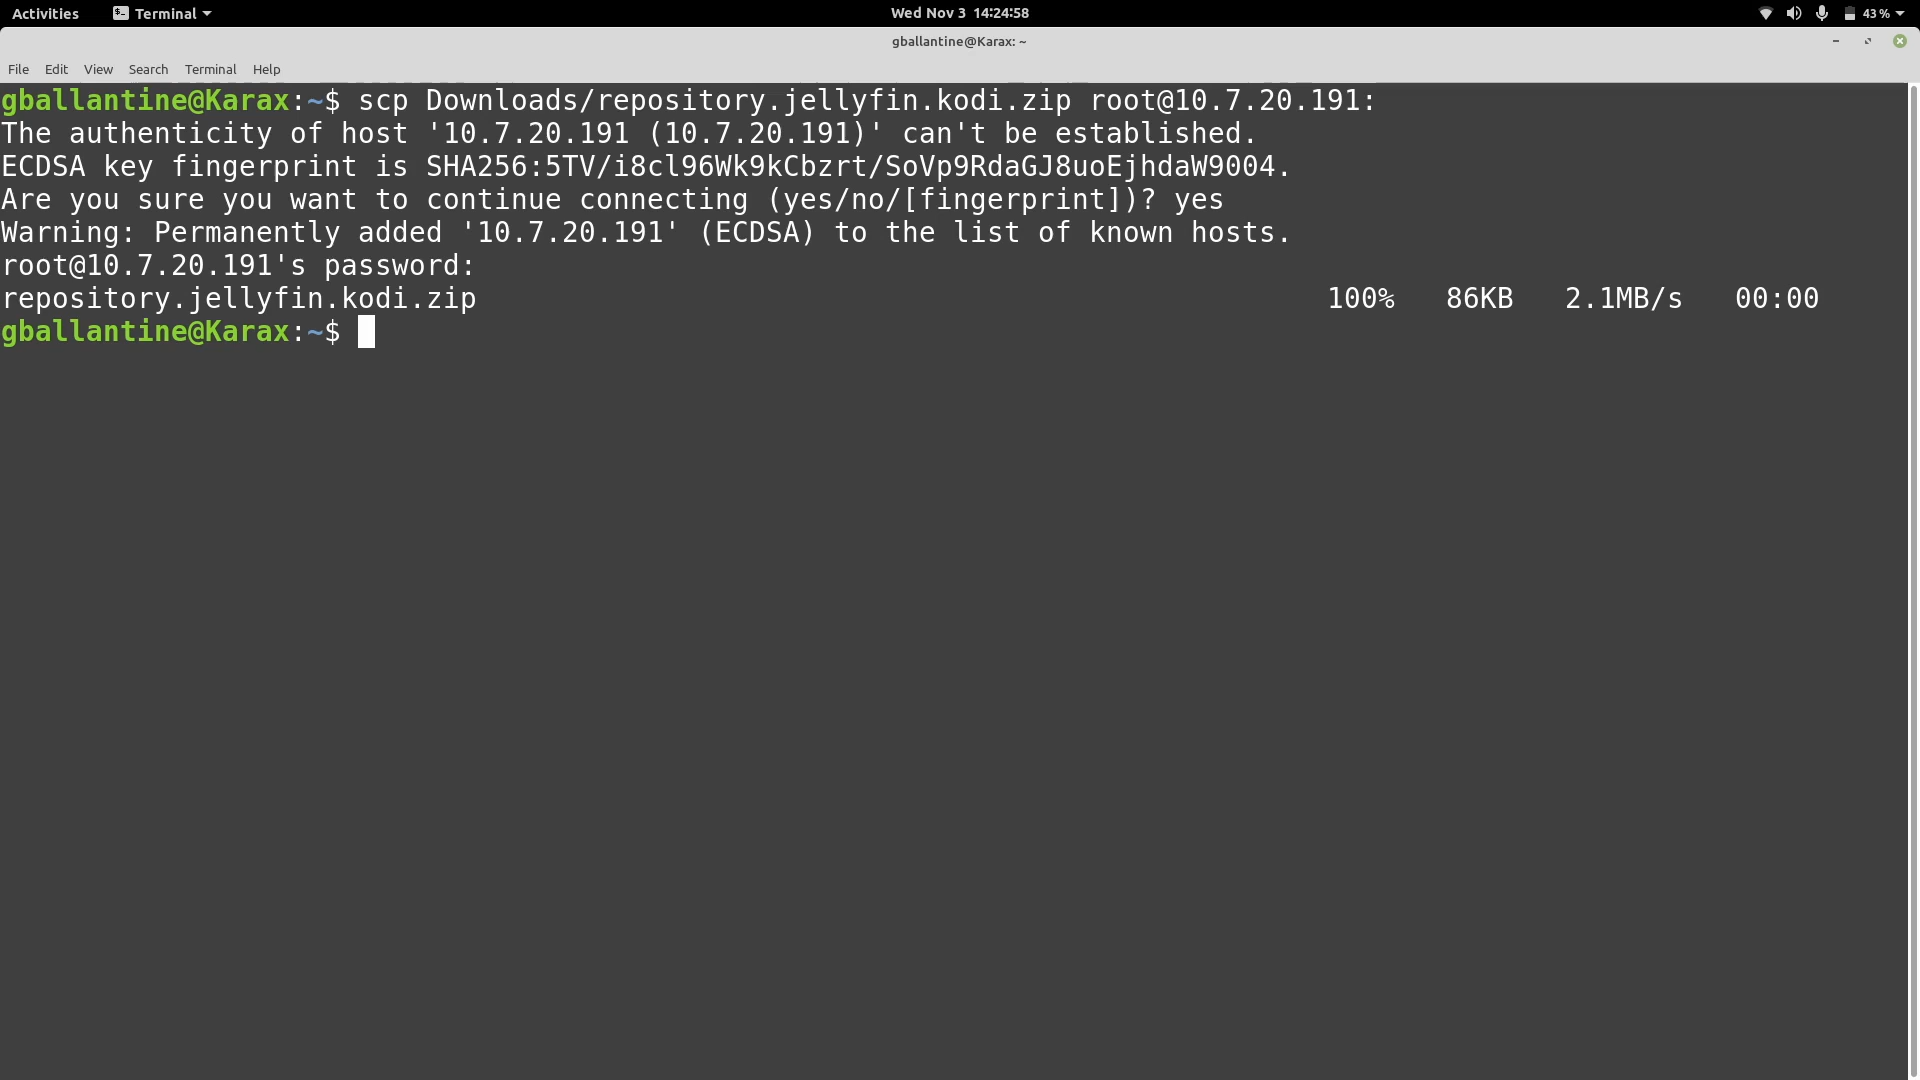 Activities Terminal Wed Nov 3 14:24:58 43%
gballantine@Karax: ~
File Edit View Search Terminal Help
gballantine@Karax:~$ scp Downloads/repository.jellyfin.kodi.zip root@10.7.20.191:
The authenticity of host '10.7.20.191 (10.7.20.191)' can't be established.
ECDSA key fingerprint is SHA256:5TV/i8cl96Wk9kCbzrt/SoVp9RdaGJ8uoEjhdaW9004.
Are you sure you want to continue connecting (yes/no/[fingerprint])? yes
Warning: Permanently added '10.7.20.191' (ECDSA) to the list of known hosts.
root@10.7.20.191's password:
repository.jellyfin.kodi.zip 100% 86KB 2.1MB/s 00:00
gballantine@Karax:~$